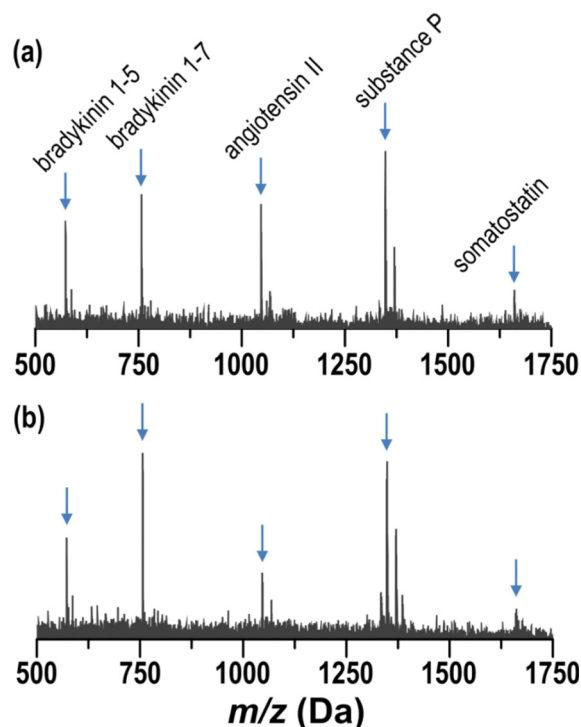 (a)
bradykinin 1-5
bradykinin 1-7
angiotensin II
substance P
somatostatin
500 750 1000 1250 1500 1750
(b)
500 750 1000 1250 1500 1750
m/z (Da)